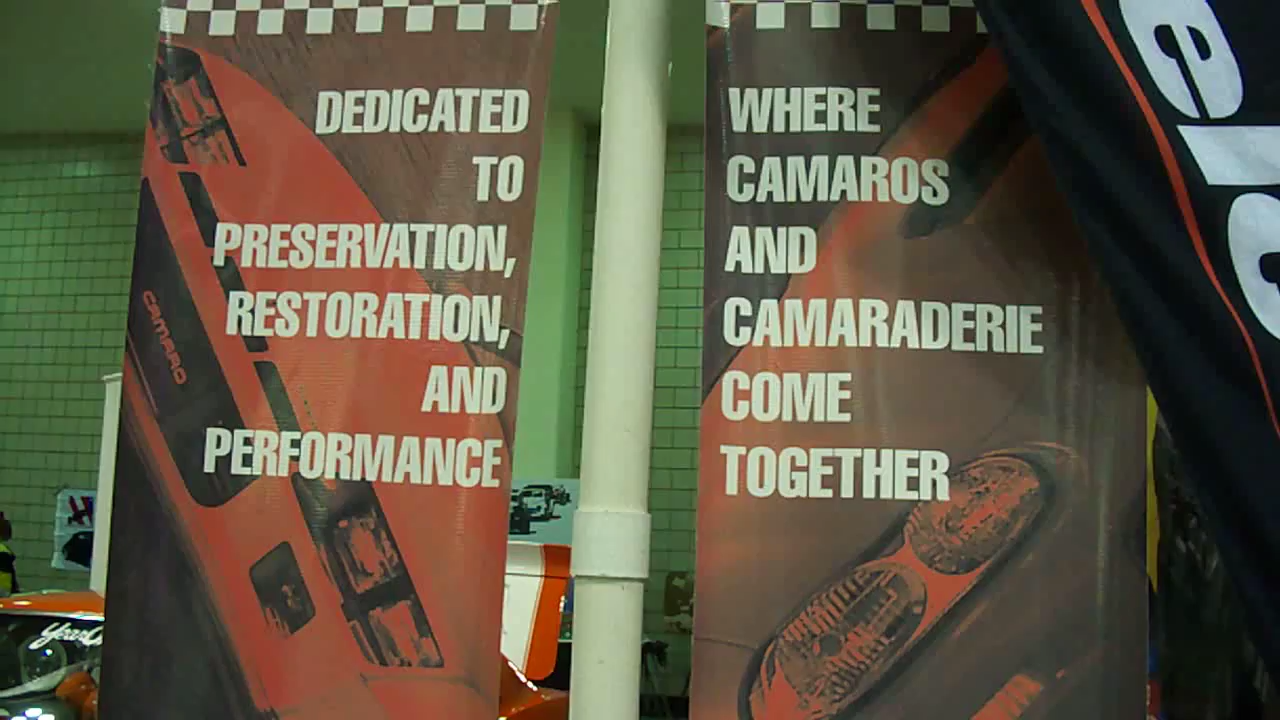 DEDICATED
TO
PRESERVATION,
RESTORATION,
AND
PERFORMANCE
CAMARO
WHERE
CAMAROS
AND
CAMARADERIE
COME
TOGETHER